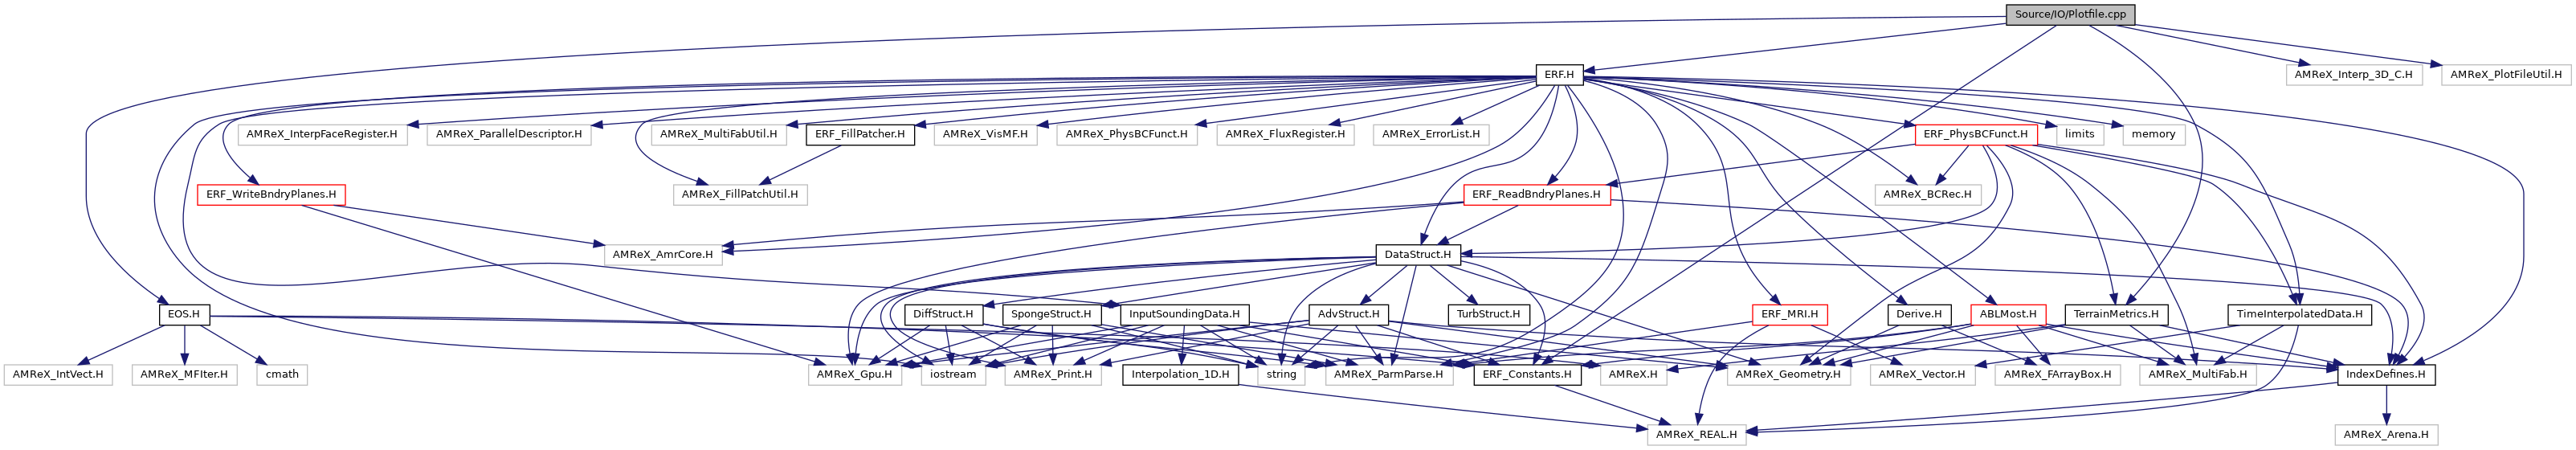 Source/IO/Plotfile.cpp
ERF.H
AMReX_Interp_3D_C.H
AMReX_PlotFileUtil.H
AMReX_InterpFaceRegister.H
AMReX_ParallelDescriptor.H
AMReX_MultiFabUtil.H
ERF_FillPatcher.H
AMReX_VisMF.H
AMReX_PhysBCFunct.H
AMReX_FluxRegister.H
AMReX_ErrorList.H
ERF_PhysBCFunct.H
limits
memory
ERF_WriteBndryPlanes.H
AMReX_FillPatchUtil.H
ERF_ReadBndryPlanes.H
AMReX_BCRec.H
AMReX_AmrCore.H
DataStruct.H
EOS.H
DiffStruct.H
SpongeStruct.H
InputSoundingData.H
AdvStruct.H
TurbStruct.H
ERF_MRI.H
Derive.H
ABLMost.H
TerrainMetrics.H
TimeInterpolatedData.H
AMReX_IntVect.H
AMReX_MFIter.H
cmath
AMReX_Gpu.H
iostream
AMReX_Print.H
Interpolation_1D.H
string
AMReX_ParmParse.H
ERF_Constants.H
AMReX.H
AMReX_Geometry.H
AMReX_Vector.H
AMReX_FArrayBox.H
AMReX_MultiFab.H
IndexDefines.H
AMReX_REAL.H
AMReX_Arena.H